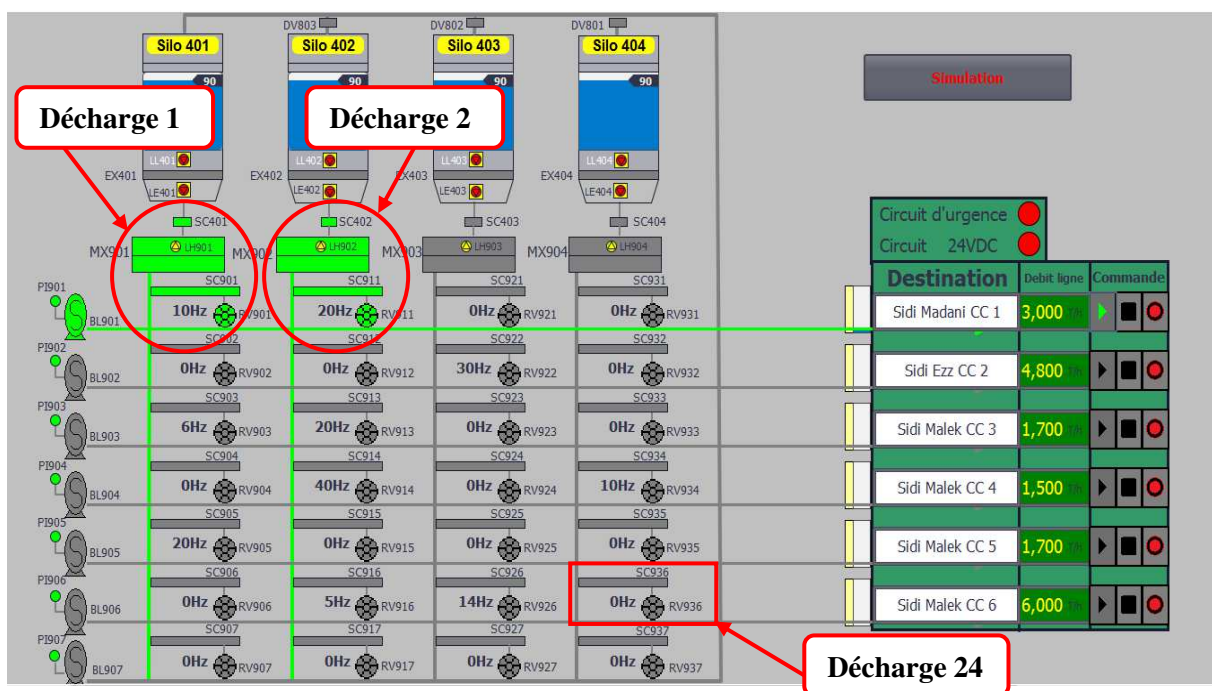 DV803 DV802 DV801
Silo 401 Silo 402 Silo 403 Silo 404
90 90 90 90
Simulation
Décharge 1 Décharge 2
LL401 LL402 LL403 LL404
EX401 EX402 EX403 EX404
LE401 LE402 LE403 LE404
SC401 SC402 SC403 SC404
Circuit d'urgence
MX901 LH901 MX902 LH902 MX903 LH903 MX904 LH904
Circuit 24VDC
Destination Debit ligne Commande
PI901 SC901 SC911 SC921 SC931
BL901 10Hz RV901 20Hz RV911 0Hz RV921 0Hz RV931 Sidi Madani CC 1 3,000 T/H
PI902 SC902 SC912 SC922 SC932
BL902 0Hz RV902 0Hz RV912 30Hz RV922 0Hz RV932 Sidi Ezz CC 2 4,800 T/H
PI903 SC903 SC913 SC923 SC933
BL903 6Hz RV903 20Hz RV913 0Hz RV923 0Hz RV933 Sidi Malek CC 3 1,700 T/H
PI904 SC904 SC914 SC924 SC934
BL904 0Hz RV904 40Hz RV914 0Hz RV924 10Hz RV934 Sidi Malek CC 4 1,500 T/H
PI905 SC905 SC915 SC925 SC935
BL905 20Hz RV905 0Hz RV915 0Hz RV925 0Hz RV935 Sidi Malek CC 5 1,700 T/H
PI906 SC906 SC916 SC926 SC936
BL906 0Hz RV906 5Hz RV916 14Hz RV926 0Hz RV936 Sidi Malek CC 6 6,000 T/H
PI907 SC907 SC917 SC927 SC937
BL907 0Hz RV907 0Hz RV917 0Hz RV927 0Hz RV937
Décharge 24